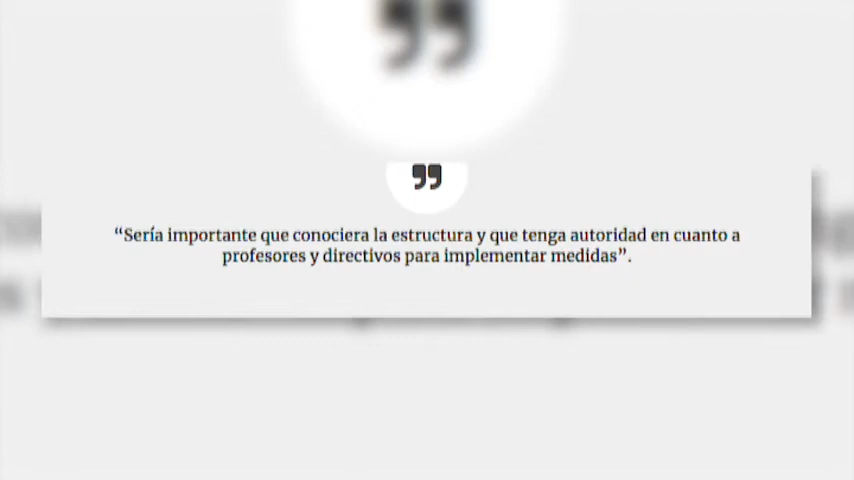 “Sería importante que conociera la estructura y que tenga autoridad en cuanto a
profesores y directivos para implementar medidas”.